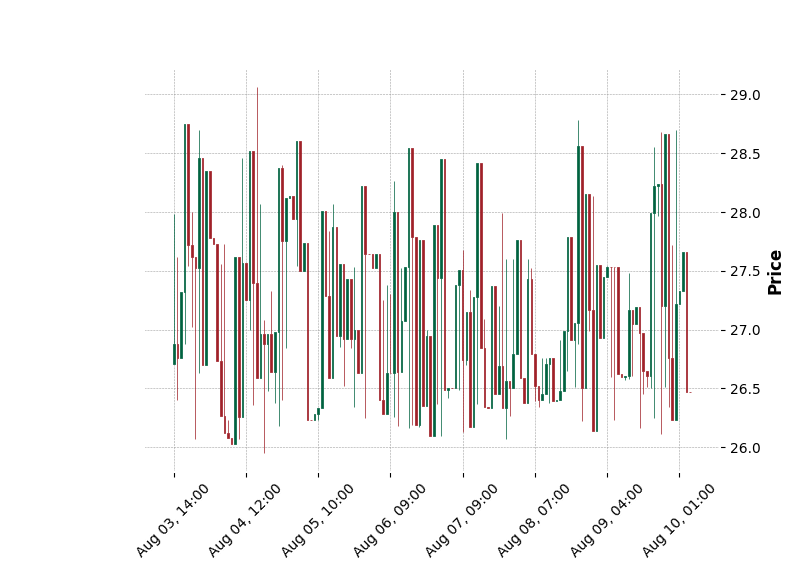 29.0
28.5
28.0
27.5
27.0
26.5
26.0
Price
Aug 03, 14:00
Aug 04, 12:00
Aug 05, 10:00
Aug 06, 09:00
Aug 07, 09:00
Aug 08, 07:00
Aug 09, 04:00
Aug 10, 01:00